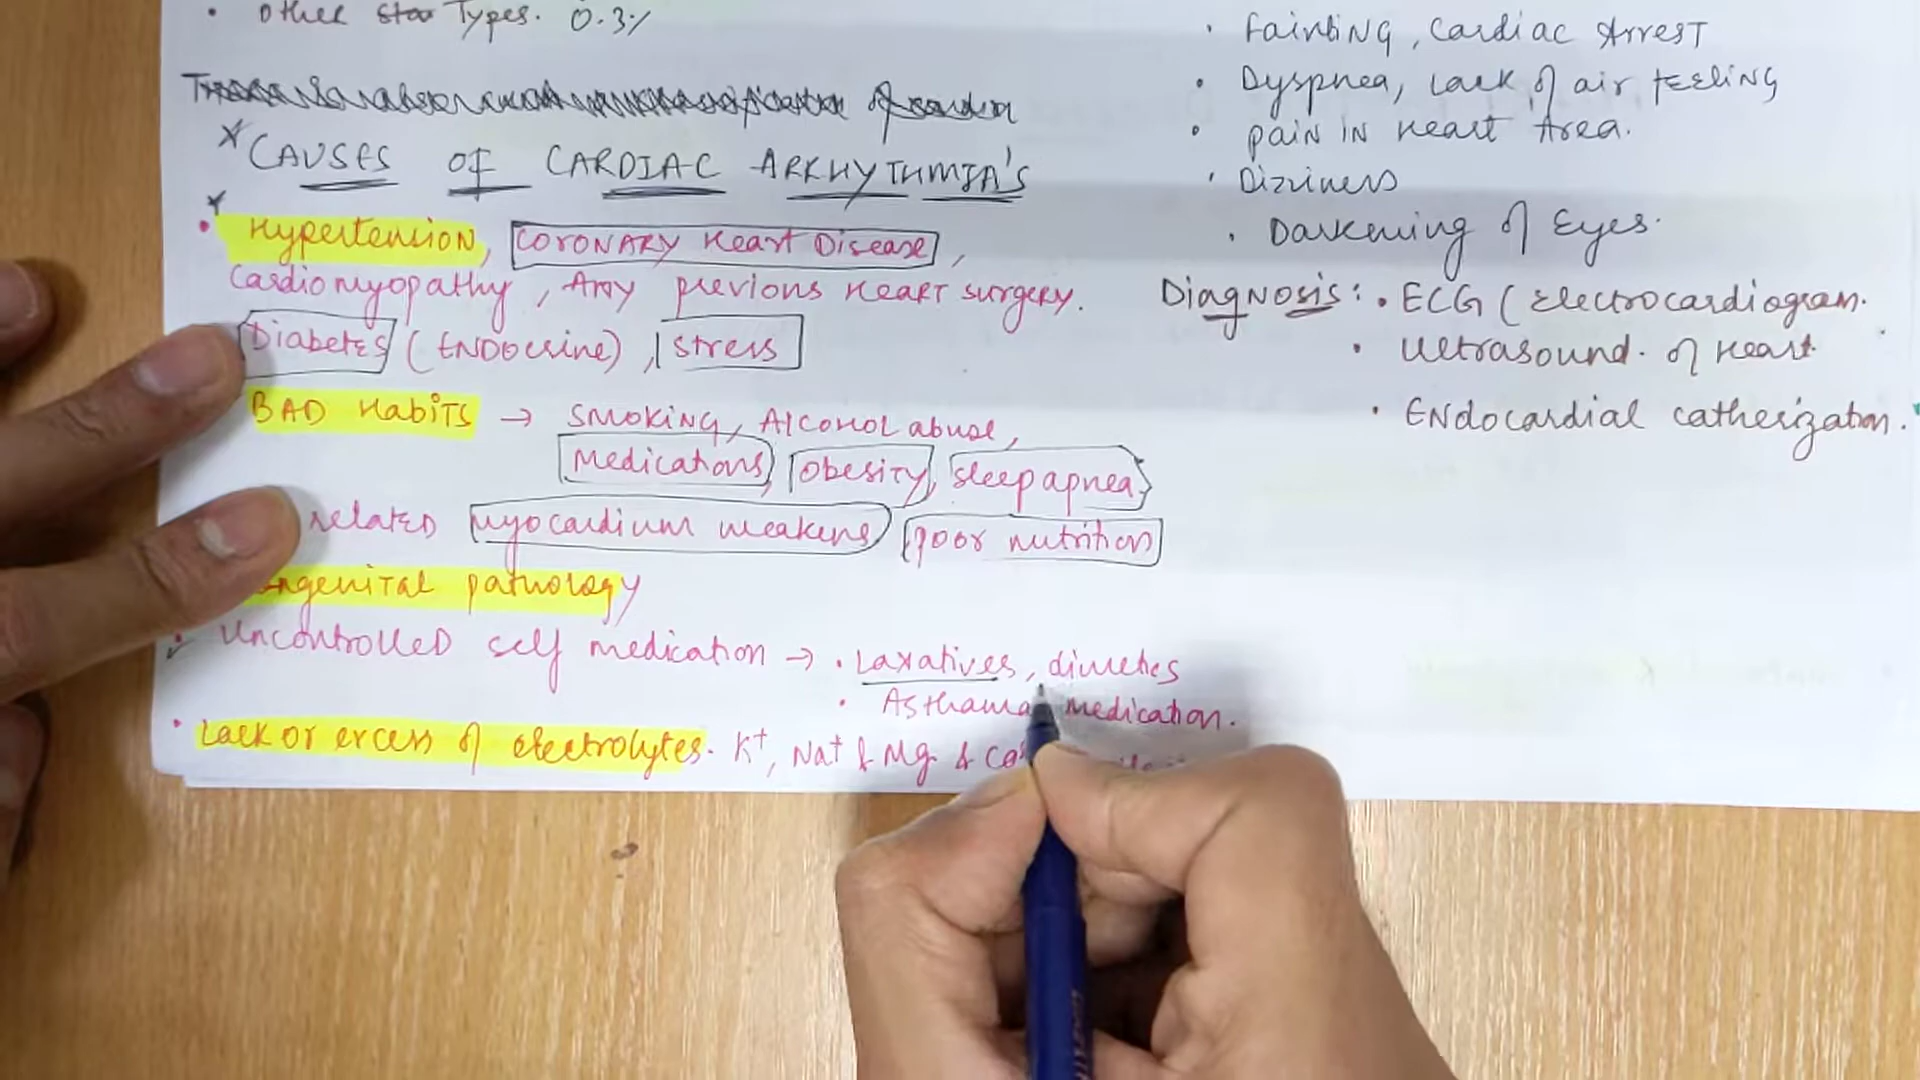 • other Types. 0.3%
* CAUSES OF CARDIAC ARRHYTHMIA'S
• Hypertension, CORONARY Heart Disease,
Cardiomyopathy, Any previous Heart surgery.
Diabetes (Endocrine), stress
BAD Habits → SMOKING, Alcohol abuse,
Medications, Obesity, sleep apnea,
related myocardium weakens poor nutrition
ngenital pathology
• Uncontrolled self medication → • Laxatives, diuretics
• Asthama medication.
• Lack or excess of electrolytes. K⁺, Na⁺ & Mg &
• Fainting, Cardiac Arrest
• Dyspnea, lack of air feeling
• pain in Heart Area.
• Dizziness
• Darkening of Eyes.
Diagnosis: • ECG (Electrocardiogram.
• Ultrasound. of Heart
• ENdocardial catherization.